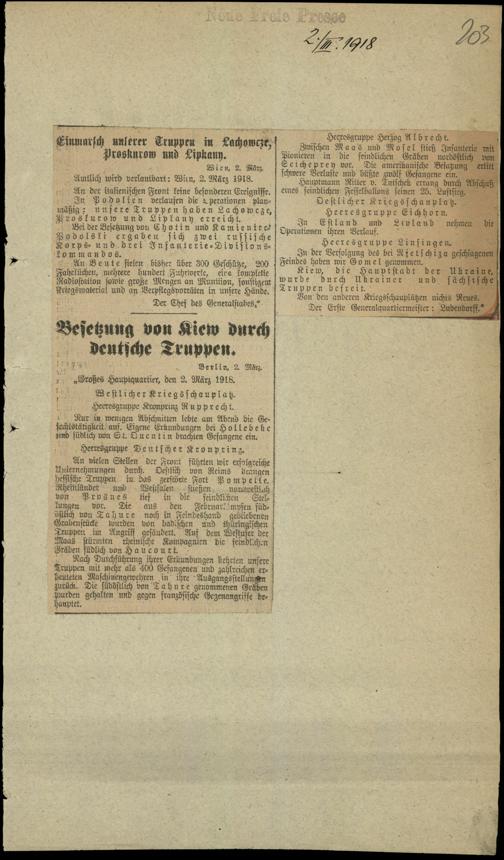 Neue Freie Presse
2./III. 1918
203
Einmarsch unserer Truppen in Lachowcze,
Proskurow und Lipkany.
Wien, 2. März.
Amtlich wird verlautbart: Wien, 2. März 1918.
An der italienischen Front keine besonderen Ereignisse.
In Podolien verlaufen die Operationen plan-
mäßig; unsere Truppen haben Lachowcze,
Proskurow und Lipkany erreicht.
Bei der Besetzung von Chotin und Kamieniec-
Podolski ergaben sich zwei russische
Korps- und drei Infanterie-Divisions-
kommandos.
An Beute fielen bisher über 300 Geschütze, 200
Fahrküchen, mehrere hundert Fuhrwerke, eine komplette
Radiostation sowie große Mengen an Munition, sonstigem
Kriegsmaterial und an Verpflegsvorräten in unsere Hände.
Der Chef des Generalstabes.“
Besetzung von Kiew durch
deutsche Truppen.
Berlin, 2. März.
„Großes Hauptquartier, den 2. März 1918.
Westlicher Kriegsschauplatz.
Heeresgruppe Kronprinz Rupprecht.
Nur in wenigen Abschnitten lebte am Abend die Ge-
fechtstätigkeit auf. Eigene Erkundungen bei Hollebeke
und südlich von St. Quentin brachten Gefangene ein.
Heeresgruppe Deutscher Kronprinz.
An vielen Stellen der Front führten wir erfolgreiche
Unternehmungen durch. Oestlich von Reims drangen
hessische Truppen in das zerstörte Fort Pompelle.
Rheinländer und Westfalen stießen nordwestlich
von Prosnes tief in die feindlichen Stel-
lungen vor. Die aus den Februarkämpfen süd-
östlich von Tahure noch in Feindeshand gebliebenen
Grabenstücke wurden von badischen und thüringischen
Truppen im Angriff gesäubert. Auf dem Westufer der
Maas stürmten rheinische Kompagnien die feindlichen
Gräben südlich von Haucourt.
Nach Durchführung ihrer Erkundungen kehrten unsere
Truppen mit mehr als 400 Gefangenen und zahlreichen er-
beuteten Maschinengewehren in ihre Ausgangsstellungen
zurück. Die südöstlich von Tahure genommenen Gräben
wurden gehalten und gegen französische Gegenangriffe be-
hauptet.
Heeresgruppe Herzog Albrecht.
Zwischen Maas und Mosel stieß Infanterie mit
Pionieren in die feindlichen Gräben nordöstlich von
Seicheprey vor. Die amerikanische Besatzung erlitt
schwere Verluste und büßte zwölf Gefangene ein.
Hauptmann Ritter v. Tutschek errang durch Abschuß
eines feindlichen Fesselballons seinen 25. Luftsieg.
Oestlicher Kriegsschauplatz.
Heeresgruppe Eichhorn.
In Estland und Livland nehmen die
Operationen ihren Verlauf.
Heeresgruppe Linsingen.
In der Verfolgung des bei Rjetschiza geschlagenen
Feindes haben wir Gomel genommen.
Kiew, die Hauptstadt der Ukraine,
wurde durch Ukrainer und sächsische
Truppen befreit.
Von den anderen Kriegsschauplätzen nichts Neues.
Der Erste Generalquartiermeister: Ludendorff.“